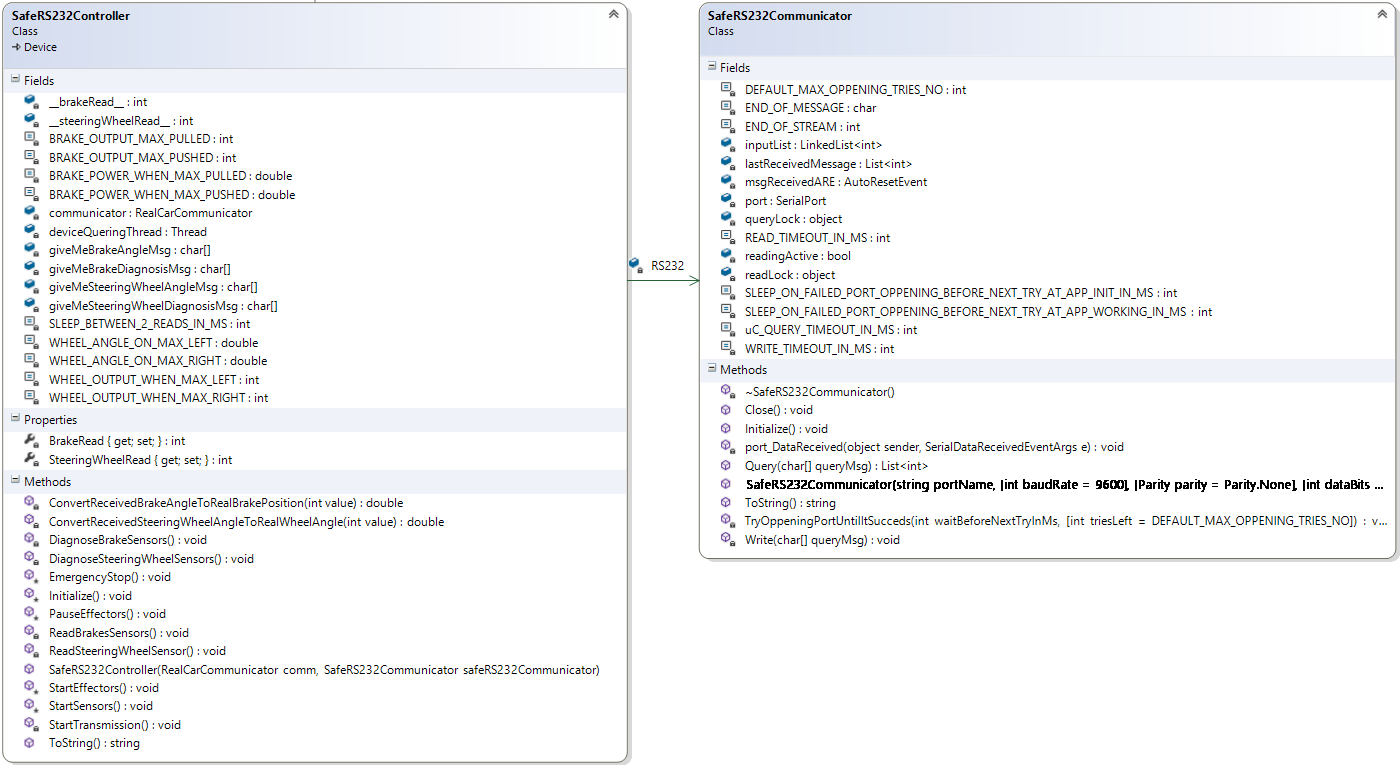 SafeRS232Controller
Class
Device
Fields
__brakeRead__ : int
__steeringWheelRead__ : int
BRAKE_OUTPUT_MAX_PULLED : int
BRAKE_OUTPUT_MAX_PUSHED : int
BRAKE_POWER_WHEN_MAX_PULLED : double
BRAKE_POWER_WHEN_MAX_PUSHED : double
communicator : RealCarCommunicator
deviceQueringThread : Thread
giveMeBrakeAngleMsg : char[]
giveMeBrakeDiagnosisMsg : char[]
giveMeSteeringWheelAngleMsg : char[]
giveMeSteeringWheelDiagnosisMsg : char[]
SLEEP_BETWEEN_2_READS_IN_MS : int
WHEEL_ANGLE_ON_MAX_LEFT : double
WHEEL_ANGLE_ON_MAX_RIGHT : double
WHEEL_OUTPUT_WHEN_MAX_LEFT : int
WHEEL_OUTPUT_WHEN_MAX_RIGHT : int
Properties
BrakeRead { get; set; } : int
SteeringWheelRead { get; set; } : int
Methods
ConvertReceivedBrakeAngleToRealBrakePosition(int value) : double
ConvertReceivedSteeringWheelAngleToRealWheelAngle(int value) : double
DiagnoseBrakeSensors() : void
DiagnoseSteeringWheelSensors() : void
EmergencyStop() : void
Initialize() : void
PauseEffectors() : void
ReadBrakesSensors() : void
ReadSteeringWheelSensor() : void
SafeRS232Controller(RealCarCommunicator comm, SafeRS232Communicator safeRS232Communicator)
StartEffectors() : void
StartSensors() : void
StartTransmission() : void
ToString() : string
RS232
SafeRS232Communicator
Class
Fields
DEFAULT_MAX_OPPENING_TRIES_NO : int
END_OF_MESSAGE : char
END_OF_STREAM : int
inputList : LinkedList<int>
lastReceivedMessage : List<int>
msgReceivedARE : AutoResetEvent
port : SerialPort
queryLock : object
READ_TIMEOUT_IN_MS : int
readingActive : bool
readLock : object
SLEEP_ON_FAILED_PORT_OPPENING_BEFORE_NEXT_TRY_AT_APP_INIT_IN_MS : int
SLEEP_ON_FAILED_PORT_OPPENING_BEFORE_NEXT_TRY_AT_APP_WORKING_IN_MS : int
uC_QUERY_TIMEOUT_IN_MS : int
WRITE_TIMEOUT_IN_MS : int
Methods
~SafeRS232Communicator()
Close() : void
Initialize() : void
port_DataReceived(object sender, SerialDataReceivedEventArgs e) : void
Query(char[] queryMsg) : List<int>
SafeRS232Communicator(string portName, [int baudRate = 9600], [Parity parity = Parity.None], [int dataBits ...
ToString() : string
TryOppeningPortUntilItSucceds(int waitBeforeNextTryInMs, [int triesLeft = DEFAULT_MAX_OPPENING_TRIES_NO]) : v...
Write(char[] queryMsg) : void